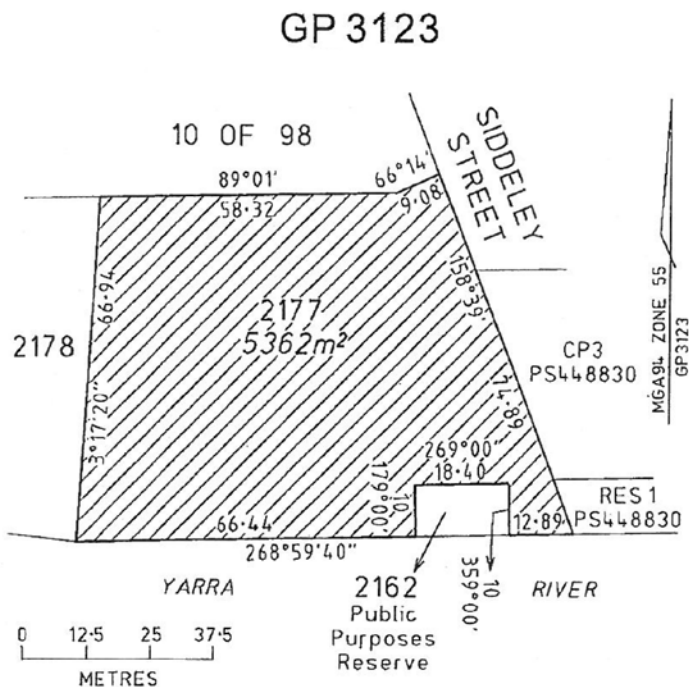 GP 3123
10 OF 98
SIDDELEY
STREET
89°01'
66°14'
58·32
9·08
66·94
3°17'20"
2178
2177
5362m²
158°39'
74·89
CP3
PS448830
MGA94 ZONE 55
GP3123
269°00'
18·40
10
179°00'
RES 1
PS448830
66·44
12·89
268°59'40"
10
359°00'
YARRA
RIVER
2162
Public
Purposes
Reserve
0 12·5 25 37·5
METRES